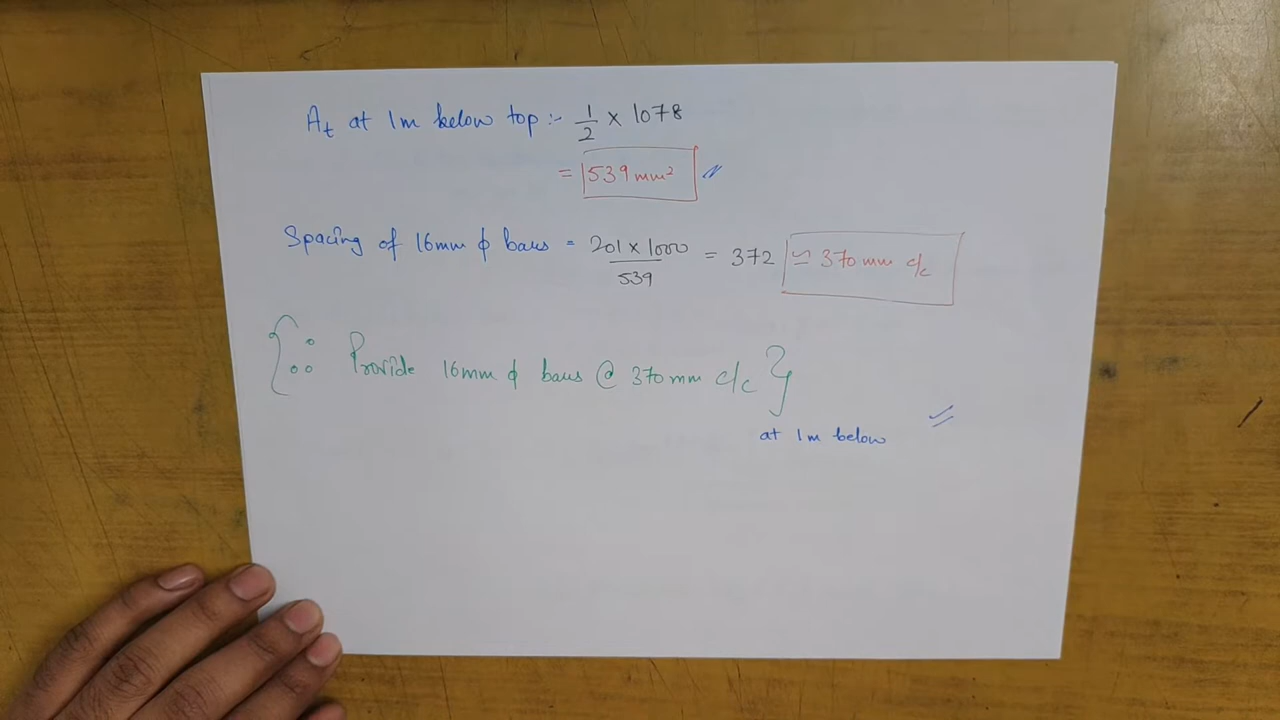 At at 1m below top :- 1/2 × 1078
= 539 mm²
Spacing of 16mm ϕ bars = 201 × 1000 / 539 = 372 ≃ 370 mm c/c
{ ∴ Provide 16mm ϕ bars @ 370 mm c/c }
at 1m below